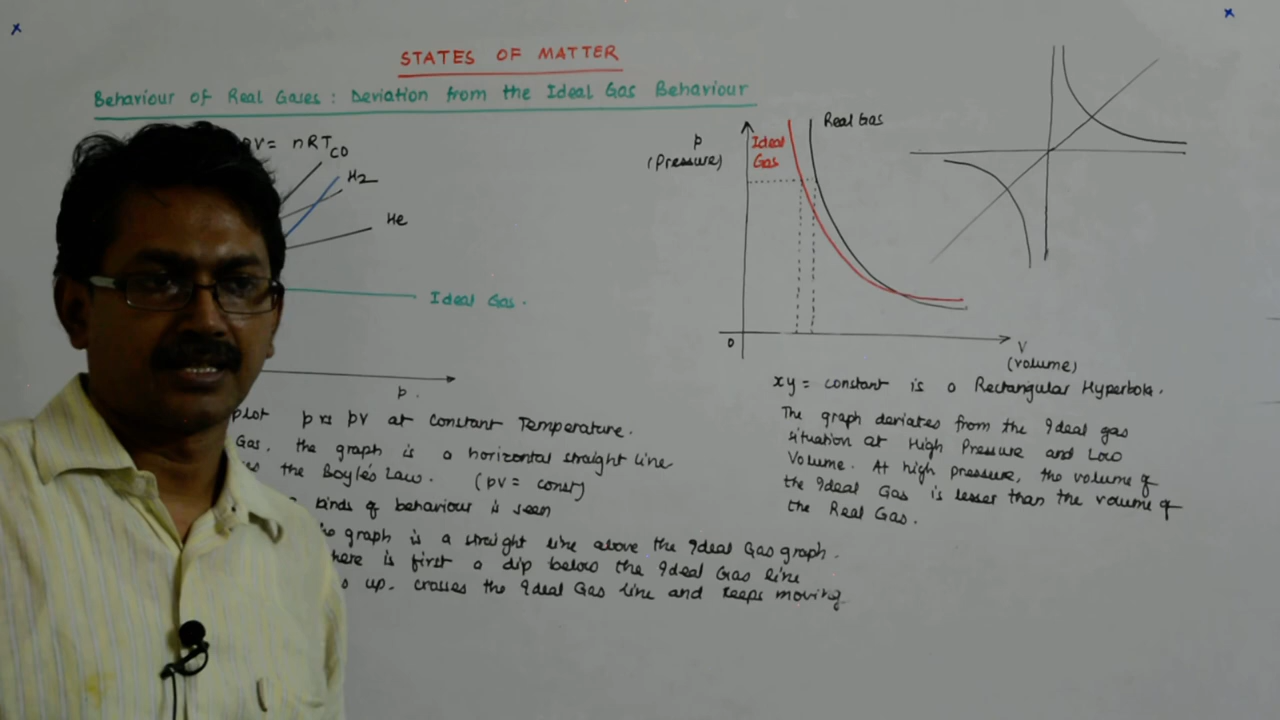 STATES OF MATTER
Behaviour of Real Gases : Deviation from the Ideal Gas Behaviour
PV = nRT
CO
H2
He
Ideal Gas.
p.
plot p vs pv at constant Temperature.
Gas, the graph is a horizontal straight line
the Boyle's Law. (pv = const)
kinds of behaviour is seen
graph is a straight line above the Ideal Gas graph.
there is first a dip below the Ideal Gas line
up. crosses the Ideal Gas line and keeps moving
p
(Pressure)
Ideal
Gas
Real Gas
0
V
(volume)
xy = constant is a Rectangular Hyperbola.
The graph deviates from the Ideal gas
situation at High Pressure and Low
Volume. At high pressure, the volume of
the Ideal Gas is lesser than the volume of
the Real Gas.